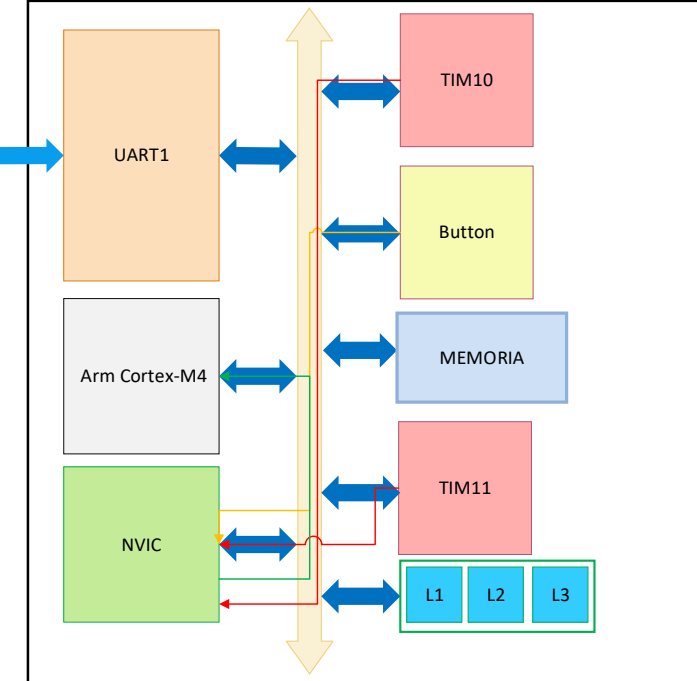 UART1
TIM10
Button
Arm Cortex-M4
MEMORIA
NVIC
TIM11
L1
L2
L3